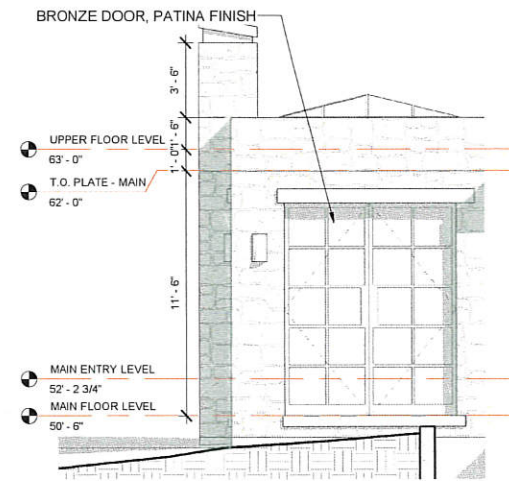 BRONZE DOOR, PATINA FINISH
3' - 6"
1' - 6"
UPPER FLOOR LEVEL
63' - 0"
1' - 0"
T.O. PLATE - MAIN
62' - 0"
11' - 6"
MAIN ENTRY LEVEL
52' - 2 3/4"
MAIN FLOOR LEVEL
50' - 6"